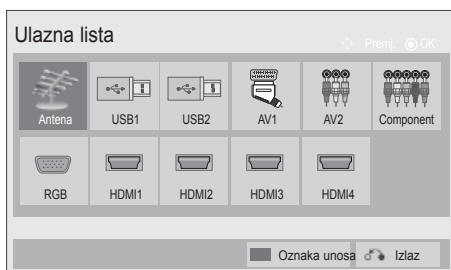 Ulazna lista
Premj. OK
Antena USB1 USB2 AV1 AV2 Component
RGB HDMI1 HDMI2 HDMI3 HDMI4
Oznaka unosa Izlaz